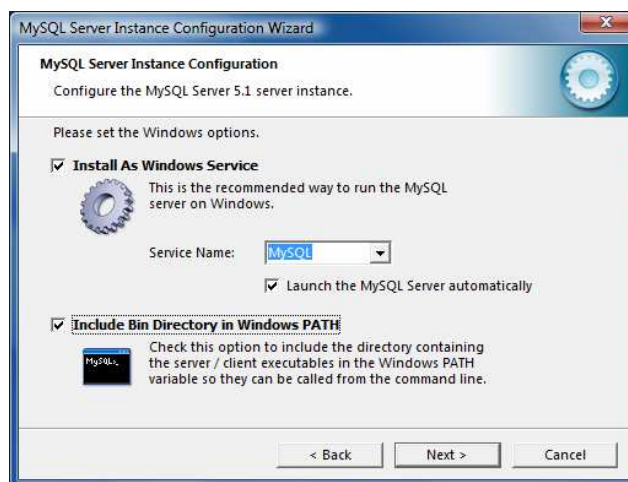 MySQL Server Instance Configuration Wizard
MySQL Server Instance Configuration
Configure the MySQL Server 5.1 server instance.
Please set the Windows options.
Install As Windows Service
This is the recommended way to run the MySQL
server on Windows.
Service Name: MySQL
Launch the MySQL Server automatically
Include Bin Directory in Windows PATH
Check this option to include the directory containing
the server / client executables in the Windows PATH
variable so they can be called from the command line.
MySQL>_
< Back Next > Cancel